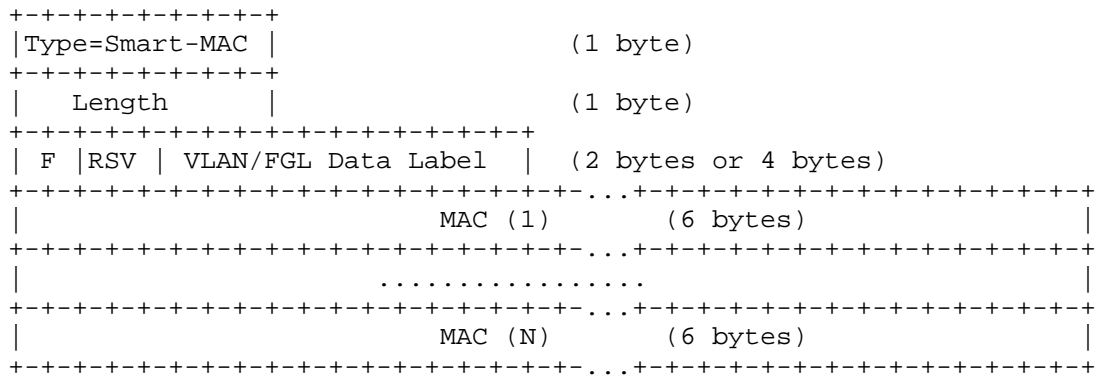 +-+-+-+-+-+-+-+-+
|Type=Smart-MAC | (1 byte)
+-+-+-+-+-+-+-+-+
| Length | (1 byte)
+-+-+-+-+-+-+-+-+-+-+-+-+-+-+-+-+
| F |RSV | VLAN/FGL Data Label | (2 bytes or 4 bytes)
+-+-+-+-+-+-+-+-+-+-+-+-+-+-+-+-+-+-...+-+-+-+-+-+-+-+-+-+-+-+-+-+-+
| MAC (1) (6 bytes) |
+-+-+-+-+-+-+-+-+-+-+-+-+-+-+-+-+-+-...+-+-+-+-+-+-+-+-+-+-+-+-+-+-+
| ................. |
+-+-+-+-+-+-+-+-+-+-+-+-+-+-+-+-+-+-...+-+-+-+-+-+-+-+-+-+-+-+-+-+-+
| MAC (N) (6 bytes) |
+-+-+-+-+-+-+-+-+-+-+-+-+-+-+-+-+-+-...+-+-+-+-+-+-+-+-+-+-+-+-+-+-+